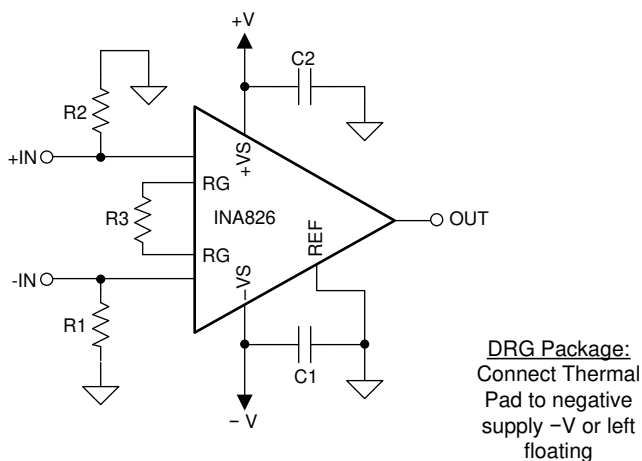 +V
C2
R2
+IN
+VS
RG
R3
INA826
OUT
RG
REF
-IN
−VS
R1
C1
− V
DRG Package:
Connect Thermal
Pad to negative
supply −V or left
floating